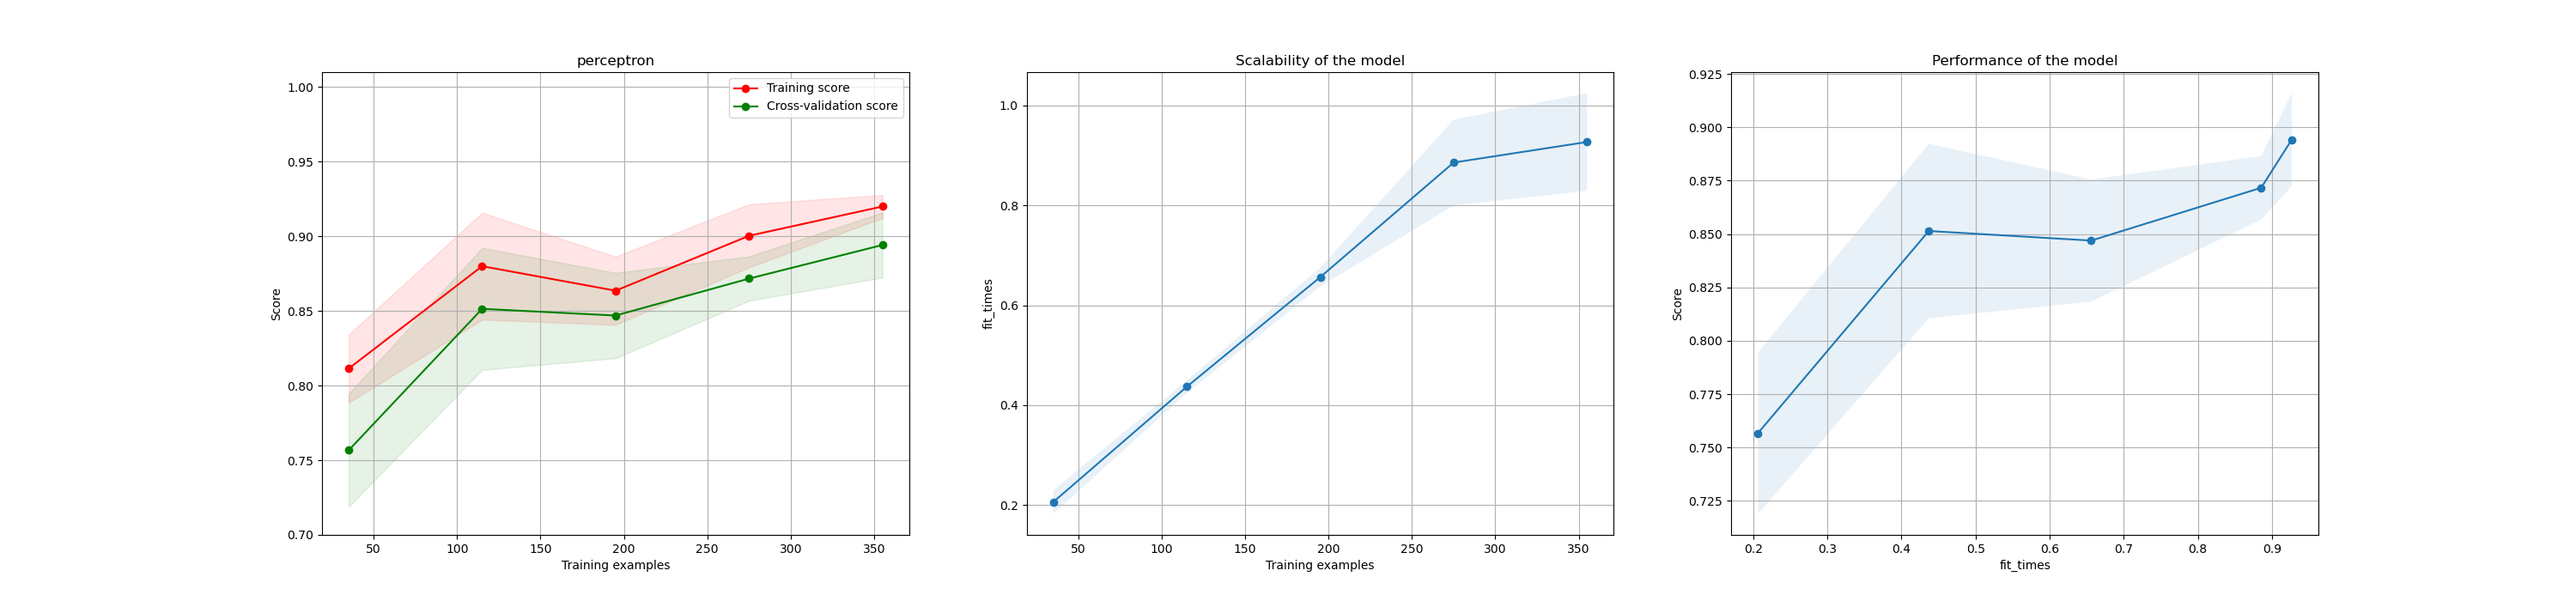 perceptron
Training score
Cross-validation score
1.00
0.95
0.90
0.85
0.80
0.75
0.70
Score
50 100 150 200 250 300 350
Training examples
Scalability of the model
1.0
0.8
0.6
0.4
0.2
fit_times
50 100 150 200 250 300 350
Training examples
Performance of the model
0.925
0.900
0.875
0.850
0.825
0.800
0.775
0.750
0.725
Score
0.2 0.3 0.4 0.5 0.6 0.7 0.8 0.9
fit_times